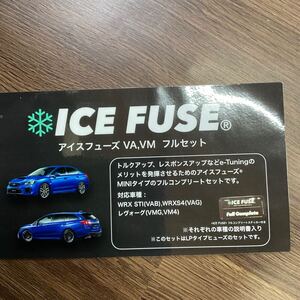 ICE FUSE®
アイスフューズ VA,VM フルセット
トルクアップ、レスポンスアップなどe-Tuningの
メリットを発揮させるためのアイスフューズ®
MINIタイプのフルコンプリートセットです。
対応車種：
WRX STI(VAB),WRXS4(VAG)
レヴォーグ(VMG,VM4)
ICE FUSE
Full Complete
※それぞれの車種の説明書入り
※このセットはLPタイプヒューズのセットです。